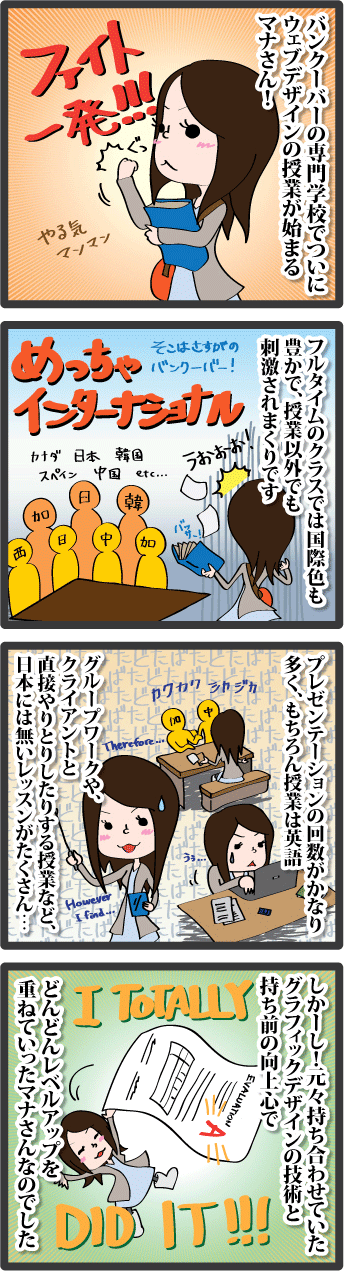 バンクーバーの専門学校でついに
ウェブデザインの授業が始まる
マナさん!
ファイト
一発!!!
ぐっ
やる気
マンマン
フルタイムのクラスでは国際色も
豊かで、授業以外でも
刺激されまくりです
そこはさすがの
バンクーバー!
めっちゃ
インターナショナル
カナダ 日本 韓国
スペイン 中国 etc...
うおおお!
バサーッ!
加 日 韓
西 日 中 加
プレゼンテーションの回数がかなり
多く、もちろん授業は英語
カクカク シカジカ
加 中
Therefore...
うぅ...
However
I find...
どたばたどたばた
グループワークや、
クライアントと
直接やりとりしたりする授業など、
日本には無いレッスンがたくさん…
しかーし!元々持ち合わせていた
グラフィックデザインの技術と
持ち前の向上心で
I TOTALLY
EVALUATION
A
どんどんレベルアップを
重ねていったマナさんなのでした
DID IT!!!